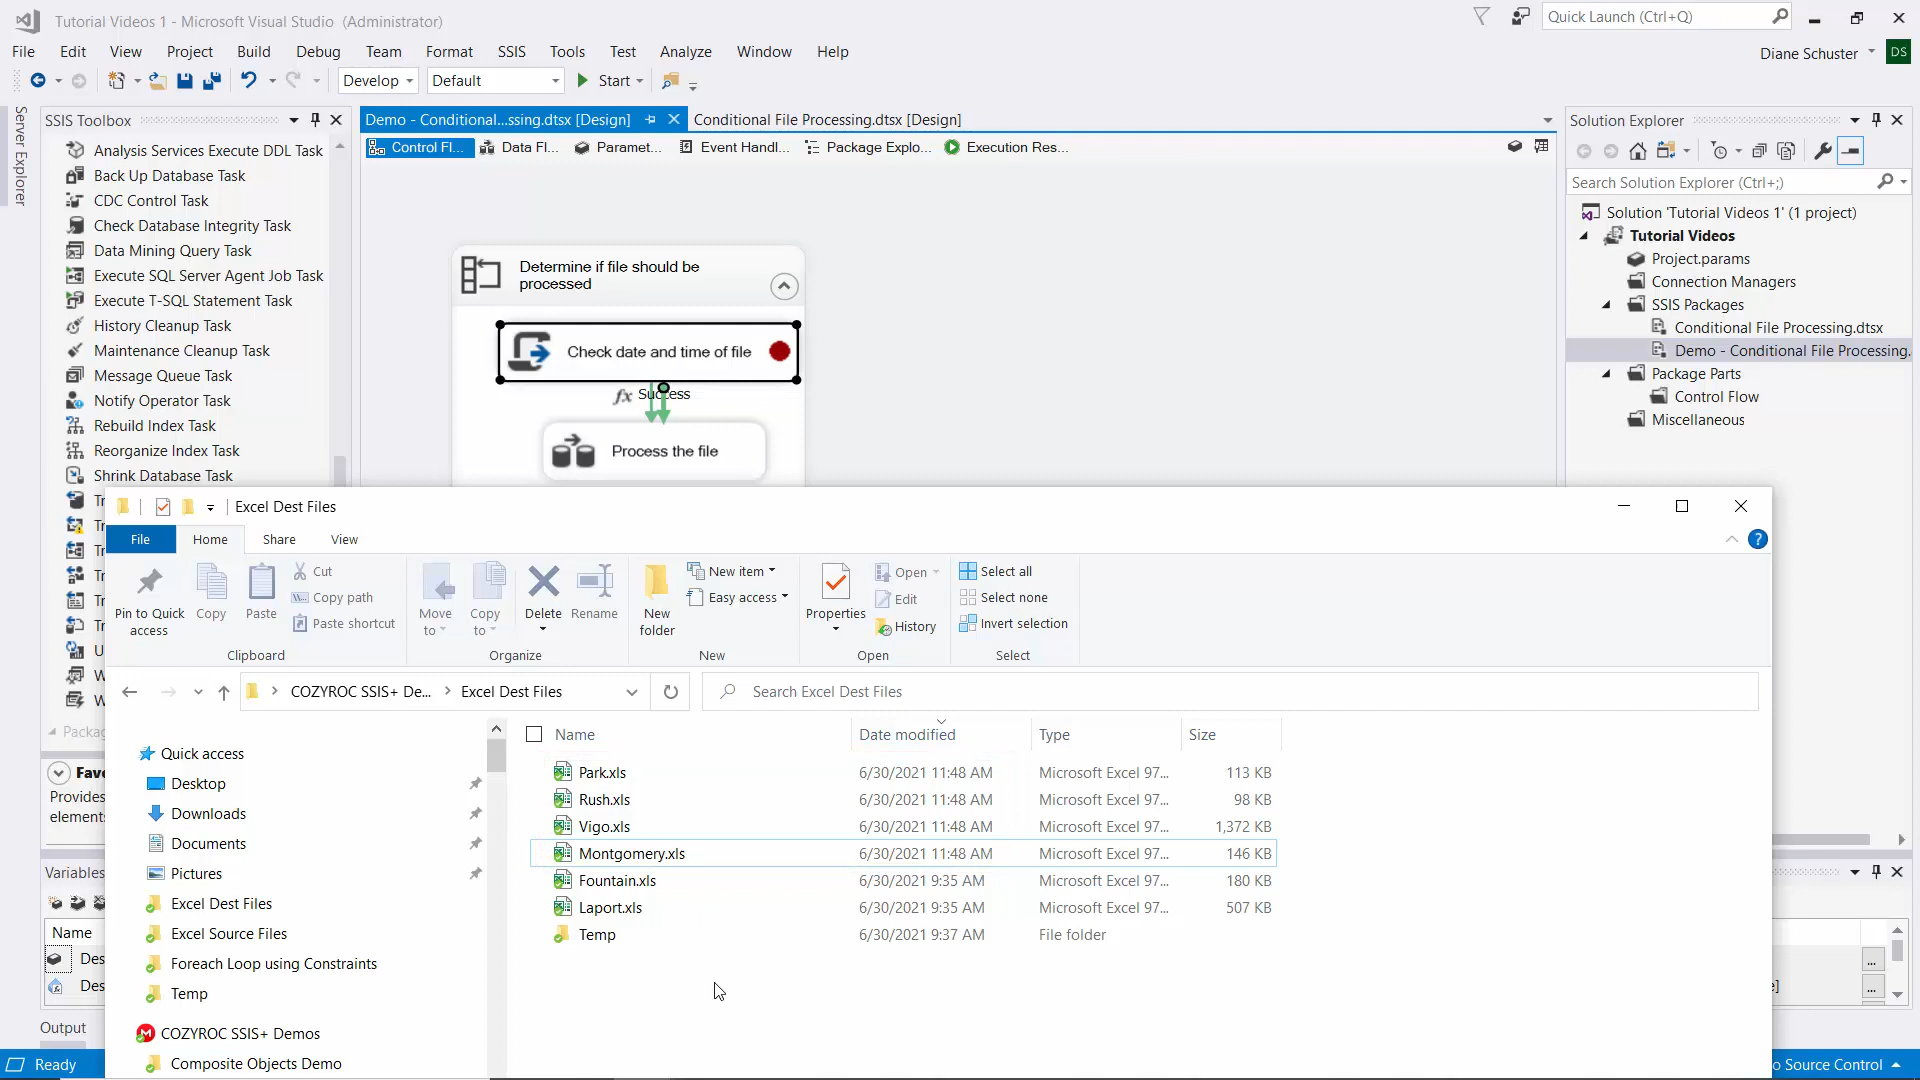 Tutorial Videos 1 - Microsoft Visual Studio (Administrator)
Quick Launch (Ctrl+Q)
File Edit View Project Build Debug Team Format SSIS Tools Test Analyze Window Help
Diane Schuster
DS
Develop
Default
Start
Server Explorer
SSIS Toolbox
Analysis Services Execute DDL Task
Back Up Database Task
CDC Control Task
Check Database Integrity Task
Data Mining Query Task
Execute SQL Server Agent Job Task
Execute T-SQL Statement Task
History Cleanup Task
Maintenance Cleanup Task
Message Queue Task
Notify Operator Task
Rebuild Index Task
Reorganize Index Task
Shrink Database Task
Tr
Tr
Tr
Tr
Tr
Tr
U
W
W
Packag
Favo
Provides
element
Variables
Name
Des
Des
Output
Ready
Demo - Conditional...ssing.dtsx [Design]
Conditional File Processing.dtsx [Design]
Control Fl...
Data Fl...
Paramet...
Event Handl...
Package Explo...
Execution Res...
Determine if file should be
processed
Check date and time of file
fx Success
Process the file
Solution Explorer
Search Solution Explorer (Ctrl+;)
Solution 'Tutorial Videos 1' (1 project)
Tutorial Videos
Project.params
Connection Managers
SSIS Packages
Conditional File Processing.dtsx
Demo - Conditional File Processing.
Package Parts
Control Flow
Miscellaneous
...
e]
...
o Source Control
Excel Dest Files
File Home Share View
Pin to Quick
access
Copy
Paste
Cut
Copy path
Paste shortcut
Clipboard
Move
to
Copy
to
Delete
Rename
Organize
New
folder
New item
Easy access
New
Properties
Open
Edit
History
Open
Select all
Select none
Invert selection
Select
COZYROC SSIS+ De...
Excel Dest Files
Search Excel Dest Files
Quick access
Desktop
Downloads
Documents
Pictures
Excel Dest Files
Excel Source Files
Foreach Loop using Constraints
Temp
COZYROC SSIS+ Demos
Composite Objects Demo
Name Date modified Type Size
Park.xls 6/30/2021 11:48 AM Microsoft Excel 97... 113 KB
Rush.xls 6/30/2021 11:48 AM Microsoft Excel 97... 98 KB
Vigo.xls 6/30/2021 11:48 AM Microsoft Excel 97... 1,372 KB
Montgomery.xls 6/30/2021 11:48 AM Microsoft Excel 97... 146 KB
Fountain.xls 6/30/2021 9:35 AM Microsoft Excel 97... 180 KB
Laport.xls 6/30/2021 9:35 AM Microsoft Excel 97... 507 KB
Temp 6/30/2021 9:37 AM File folder